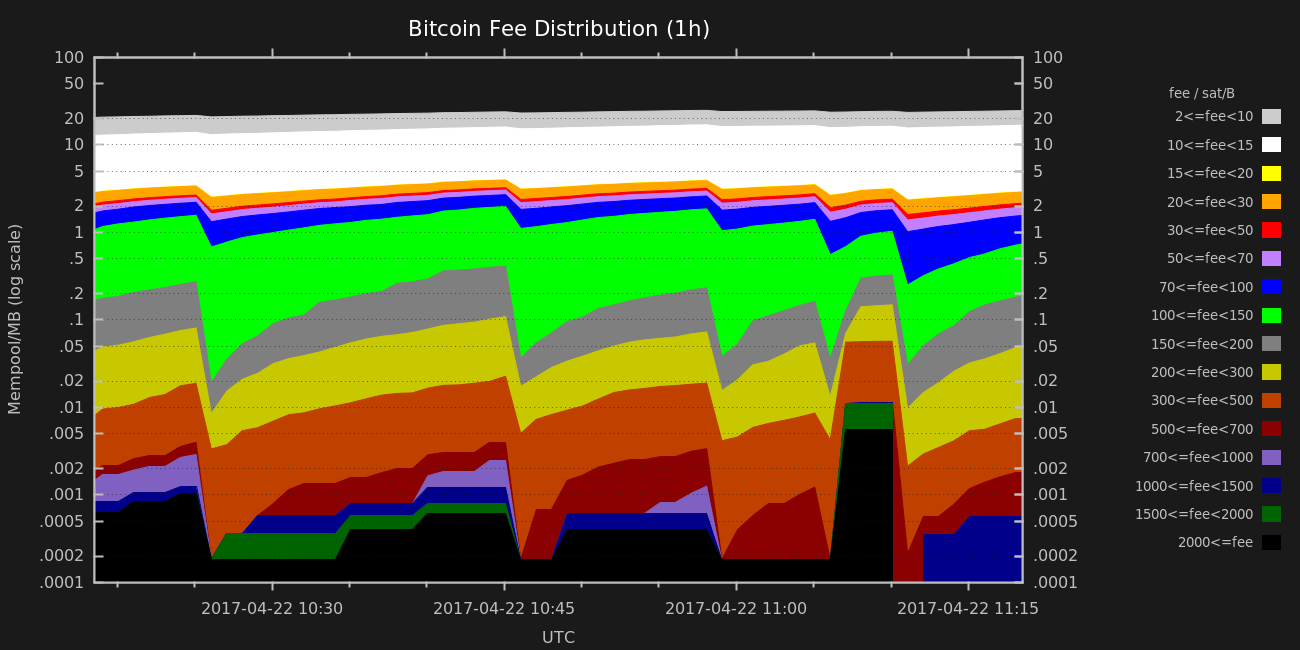 Bitcoin Fee Distribution (1h)
Mempool/MB (log scale)
100
50
20
10
5
2
1
.5
.2
.1
.05
.02
.01
.005
.002
.001
.0005
.0002
.0001
100
50
20
10
5
2
1
.5
.2
.1
.05
.02
.01
.005
.002
.001
.0005
.0002
.0001
2017-04-22 10:30 2017-04-22 10:45 2017-04-22 11:00 2017-04-22 11:15
UTC
fee / sat/B
2<=fee<10
10<=fee<15
15<=fee<20
20<=fee<30
30<=fee<50
50<=fee<70
70<=fee<100
100<=fee<150
150<=fee<200
200<=fee<300
300<=fee<500
500<=fee<700
700<=fee<1000
1000<=fee<1500
1500<=fee<2000
2000<=fee